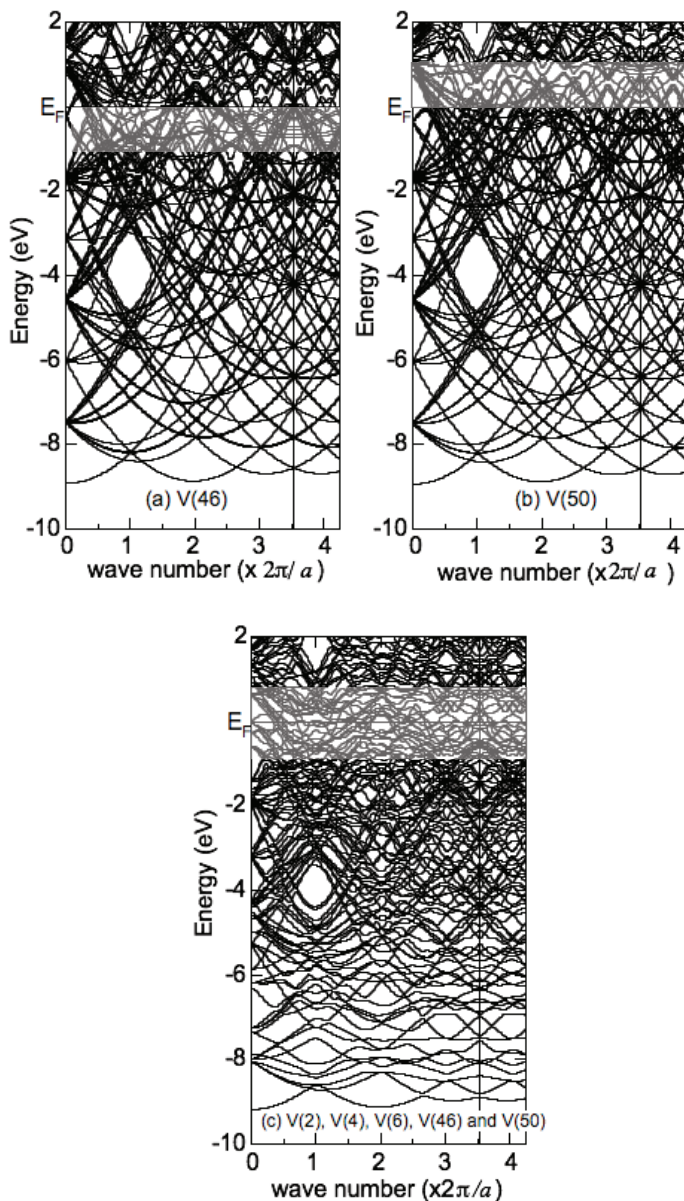 2
E_F
-2
-4
-6
-8
-10
Energy (eV)
(a) V(46)
0 1 2 3 4
wave number (x 2π/a )
2
E_F
-2
-4
-6
-8
-10
Energy (eV)
(b) V(50)
0 1 2 3 4
wave number (x2π/a )
2
E_F
-2
-4
-6
-8
-10
Energy (eV)
(c) V(2), V(4), V(6), V(46) and V(50)
0 1 2 3 4
wave number (x2π/a)